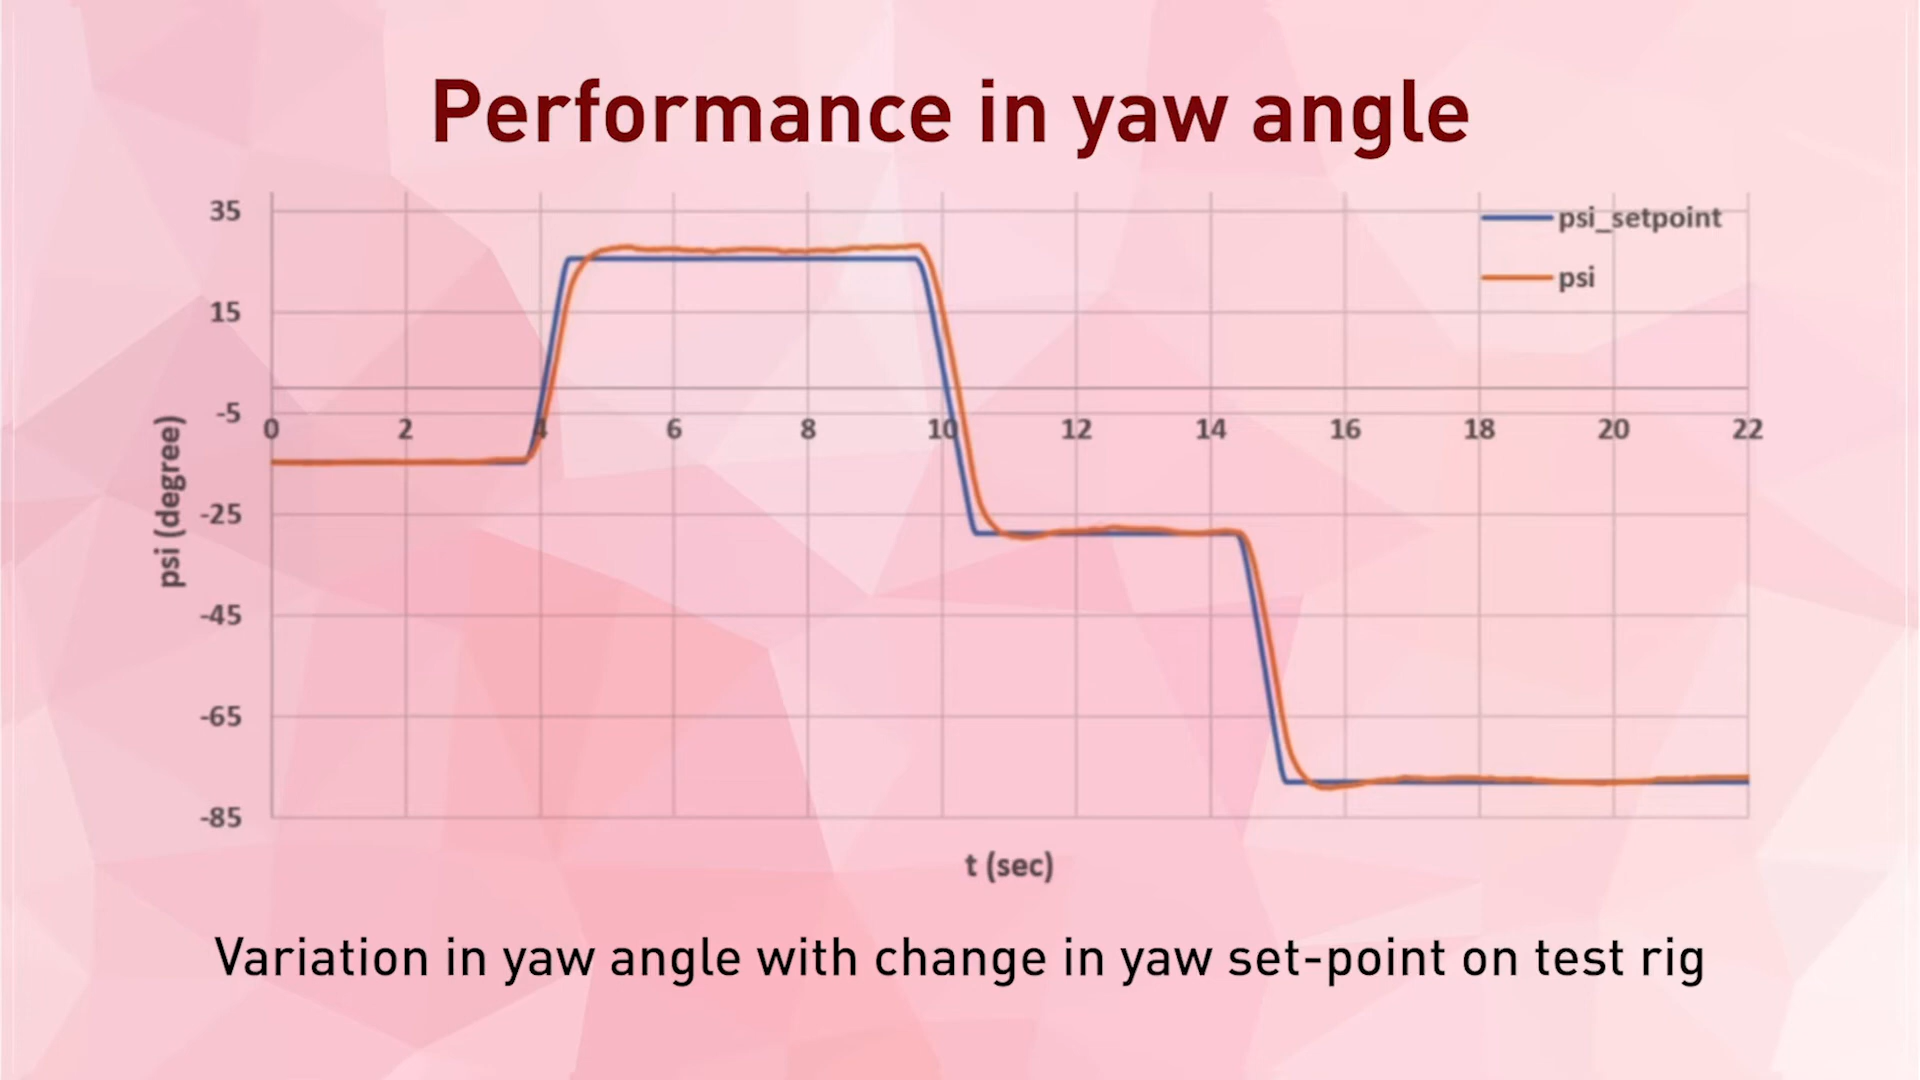 Performance in yaw angle
35
psi_setpoint
psi
15
-5
0 2 4 6 8 10 12 14 16 18 20 22
psi (degree)
-25
-45
-65
-85
t (sec)
Variation in yaw angle with change in yaw set-point on test rig